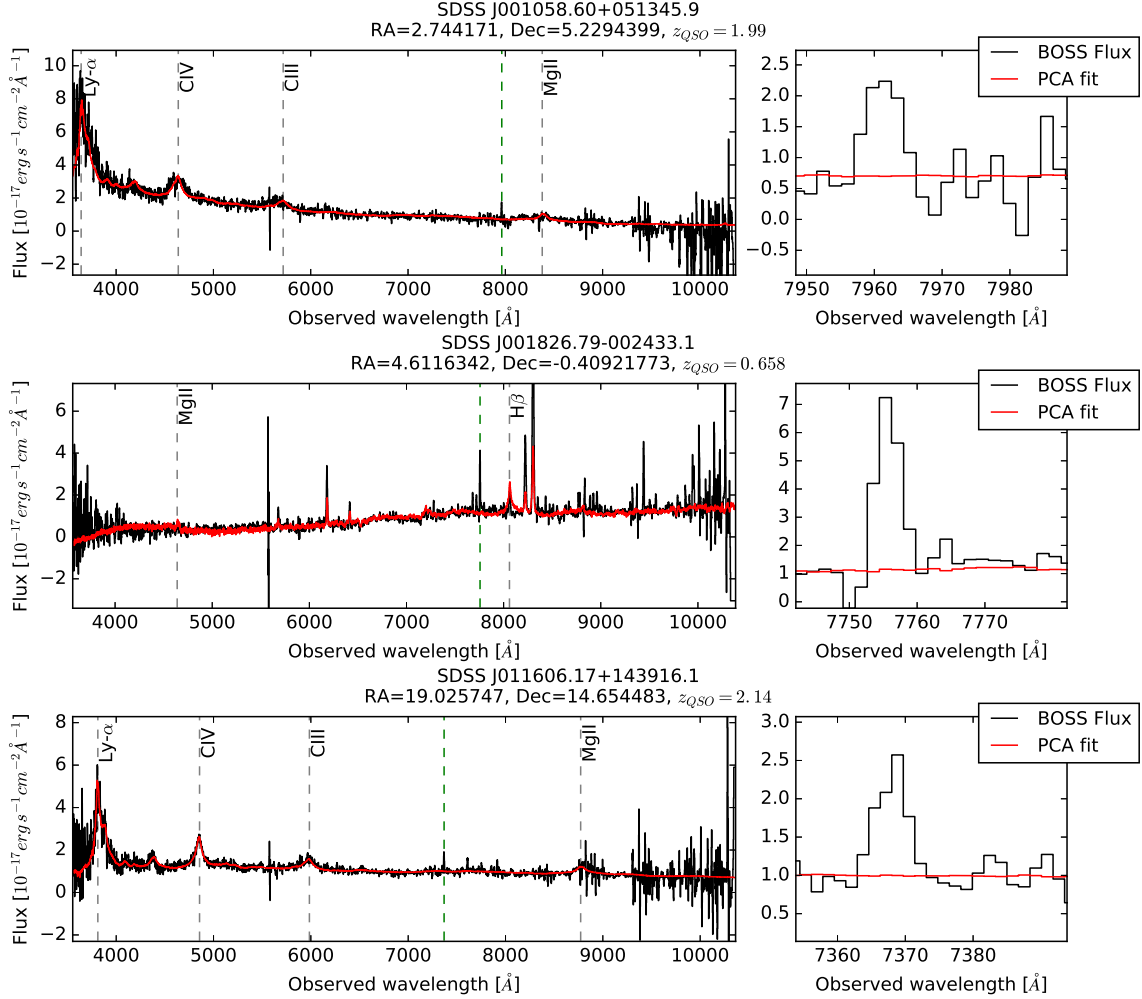 SDSS J001058.60+051345.9
RA=2.744171, Dec=5.2294399, z_QSO = 1.99
Flux [10^−17 erg s^−1 cm^−2 Å^−1]
10
8
6
4
2
0
−2
Ly-α
CIV
CIII
MgII
4000 5000 6000 7000 8000 9000 10000
Observed wavelength [Å]
BOSS Flux
PCA fit
2.5
2.0
1.5
1.0
0.5
0.0
−0.5
7950 7960 7970 7980
Observed wavelength [Å]
SDSS J001826.79-002433.1
RA=4.6116342, Dec=-0.40921773, z_QSO = 0.658
Flux [10^−17 erg s^−1 cm^−2 Å^−1]
6
4
2
0
−2
MgII
Hβ
4000 5000 6000 7000 8000 9000 10000
Observed wavelength [Å]
BOSS Flux
PCA fit
7
6
5
4
3
2
1
0
7750 7760 7770
Observed wavelength [Å]
SDSS J011606.17+143916.1
RA=19.025747, Dec=14.654483, z_QSO = 2.14
Flux [10^−17 erg s^−1 cm^−2 Å^−1]
8
6
4
2
0
−2
Ly-α
CIV
CIII
MgII
4000 5000 6000 7000 8000 9000 10000
Observed wavelength [Å]
BOSS Flux
PCA fit
3.0
2.5
2.0
1.5
1.0
0.5
7360 7370 7380
Observed wavelength [Å]